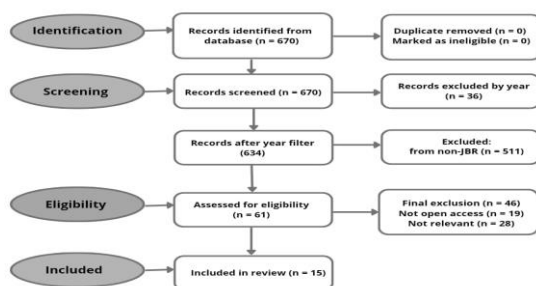 Identification
Records identified from
database (n = 670)
Duplicate removed (n = 0)
Marked as ineligible (n = 0)
Screening
Records screened (n = 670)
Records excluded by year
(n = 36)
Records after year filter
(634)
Excluded:
from non-JBR (n = 511)
Eligibility
Assessed for eligibility
(n = 61)
Final exclusion (n = 46)
Not open access (n = 19)
Not relevant (n = 28)
Included
Included in review (n = 15)